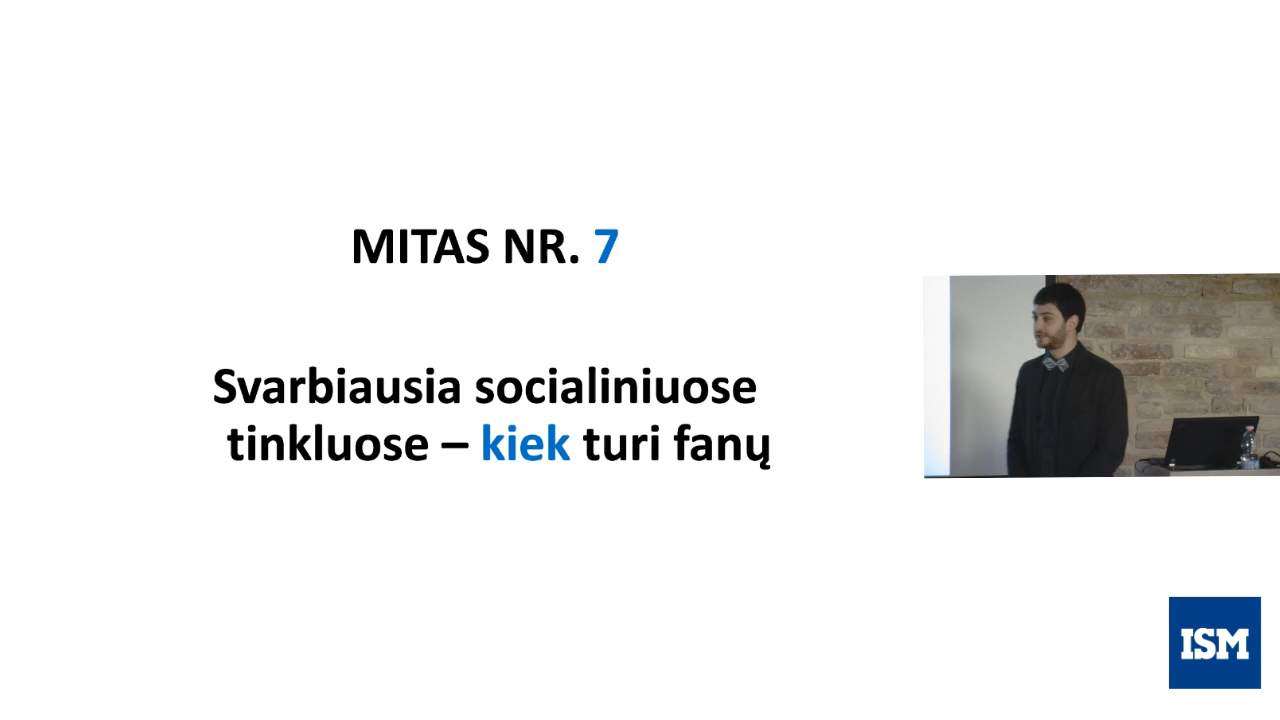 MITAS NR. 7
Svarbiausia socialiniuose
tinkluose – kiek turi fanų
ISM